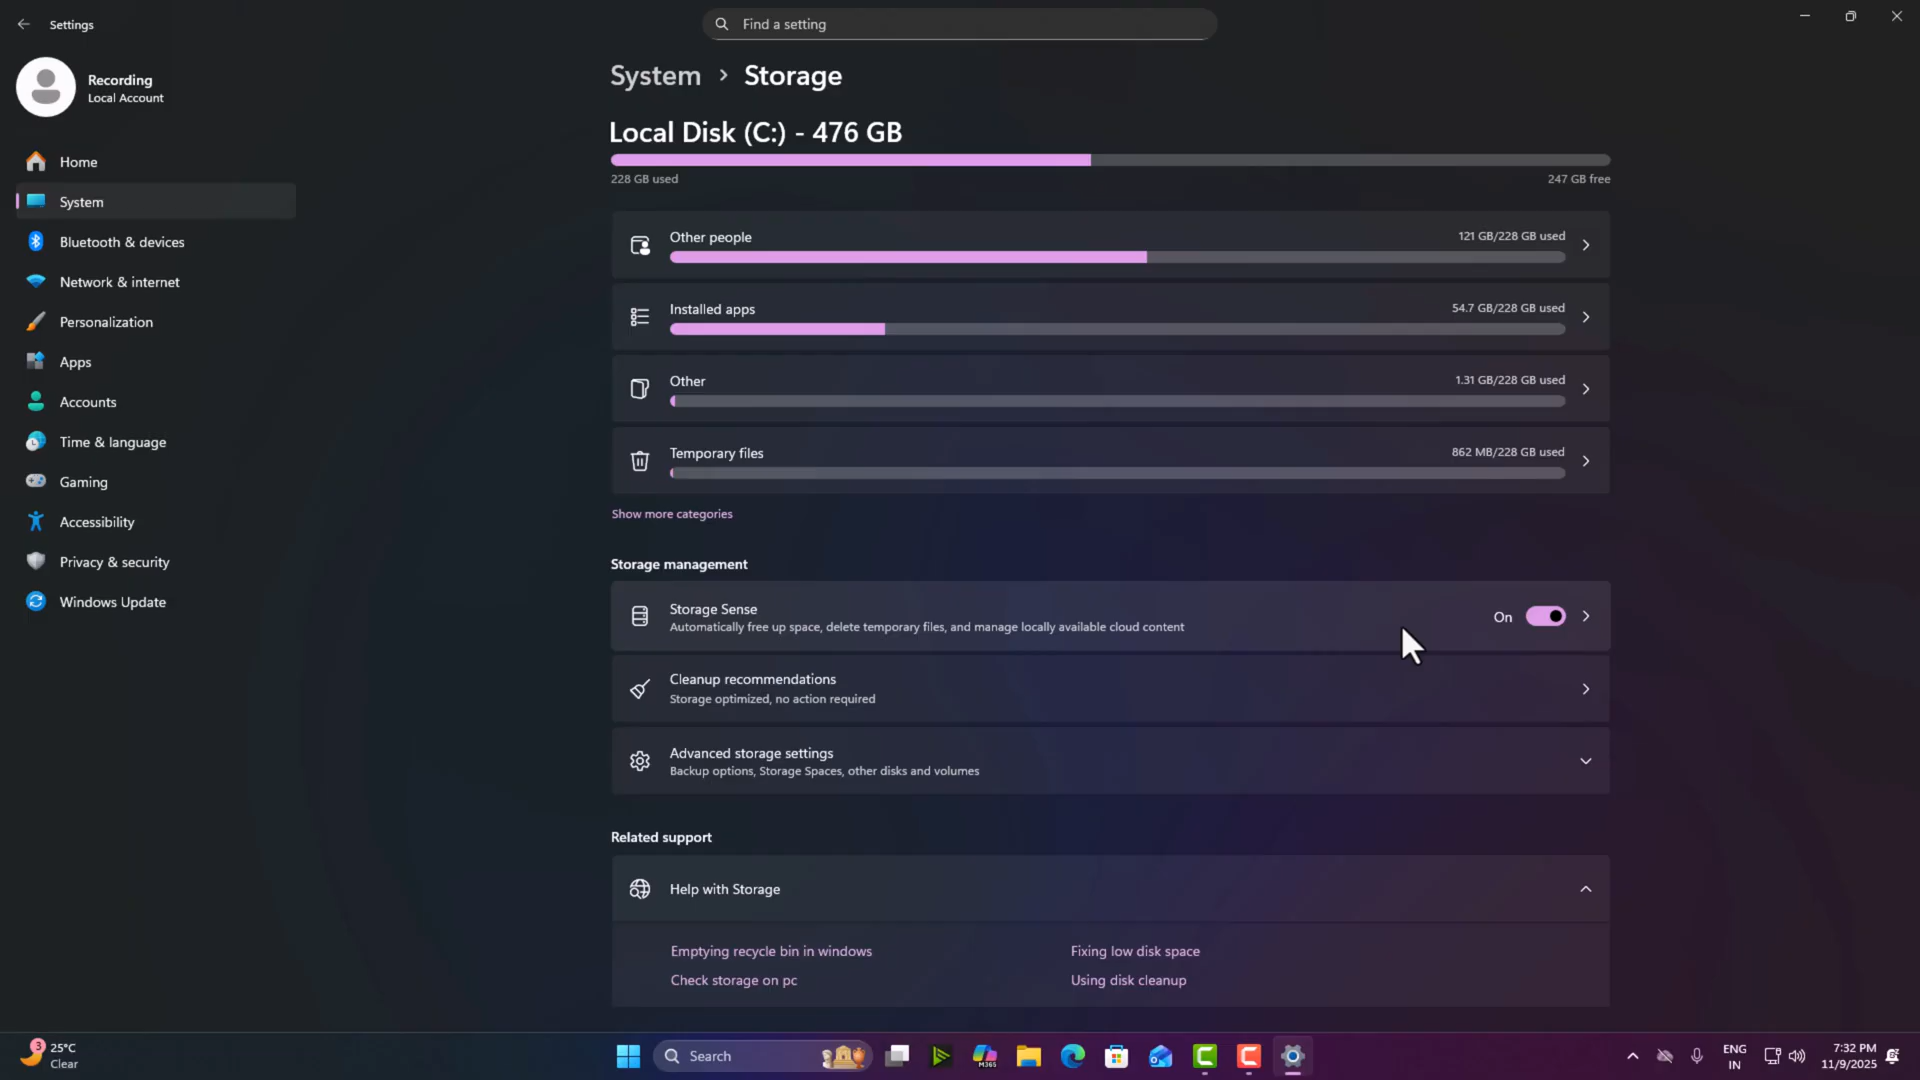 Settings
Find a setting
Recording
Local Account
Home
System
Bluetooth & devices
Network & internet
Personalization
Apps
Accounts
Time & language
Gaming
Accessibility
Privacy & security
Windows Update
System > Storage
Local Disk (C:) - 476 GB
228 GB used
247 GB free
Other people
121 GB/228 GB used
Installed apps
54.7 GB/228 GB used
Other
1.31 GB/228 GB used
Temporary files
862 MB/228 GB used
Show more categories
Storage management
Storage Sense
Automatically free up space, delete temporary files, and manage locally available cloud content
On
Cleanup recommendations
Storage optimized, no action required
Advanced storage settings
Backup options, Storage Spaces, other disks and volumes
Related support
Help with Storage
Emptying recycle bin in windows
Fixing low disk space
Check storage on pc
Using disk cleanup
3
25°C
Clear
Search
M365
ENG
IN
7:32 PM
11/9/2025